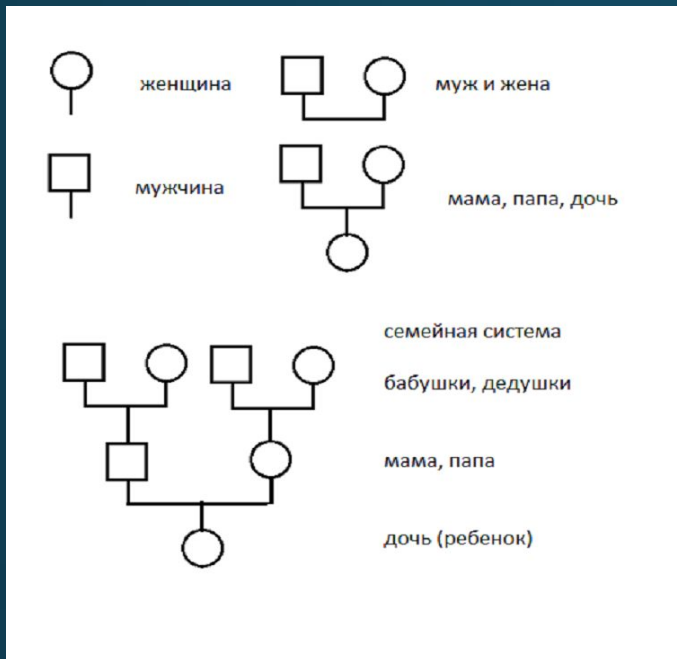 женщина
муж и жена
мужчина
мама, папа, дочь
семейная система
бабушки, дедушки
мама, папа
дочь (ребенок)